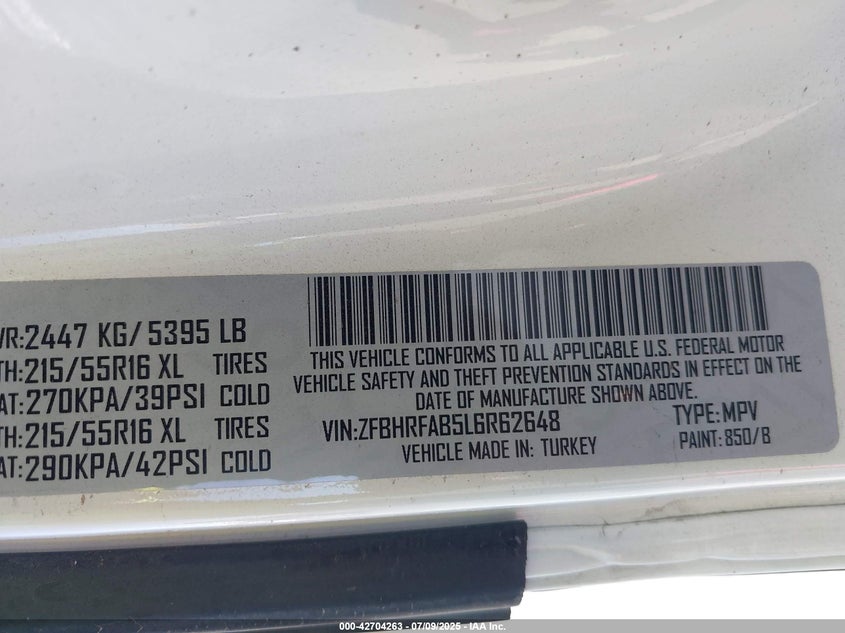 VR:2447 KG/ 5395 LB
TH:215/55R16 XL TIRES
AT:270KPA/39PSI COLD
TH:215/55R16 XL TIRES
AT:290KPA/42PSI COLD
THIS VEHICLE CONFORMS TO ALL APPLICABLE U.S. FEDERAL MOTOR
VEHICLE SAFETY AND THEFT PREVENTION STANDARDS IN EFFECT ON THE
DATE OF MANUFACTURE SHOWN ABOVE.
VIN:ZFBHRFAB5L6R62648 TYPE:MPV
VEHICLE MADE IN: TURKEY PAINT: 850/8
000-42704263 - 07/09/2025 - IAA Inc.